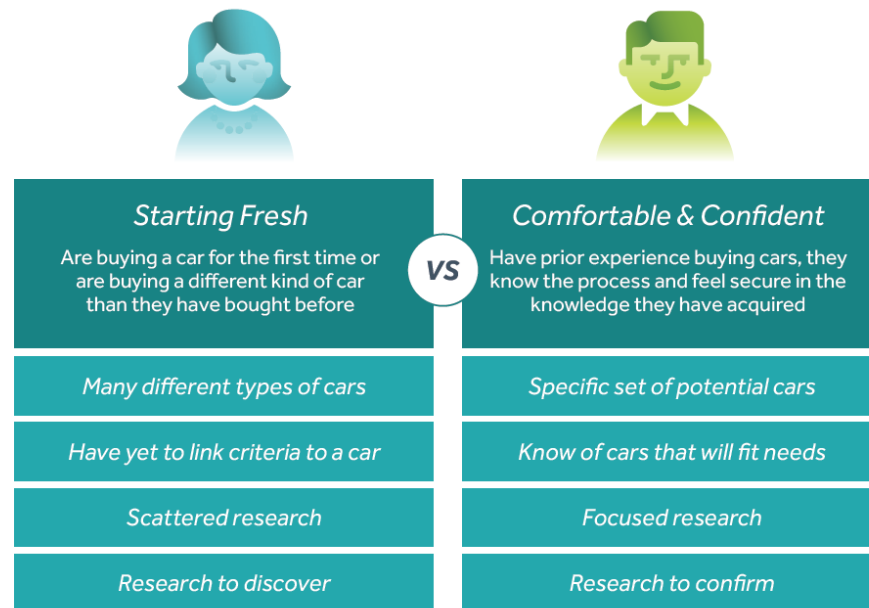 Starting Fresh
Are buying a car for the first time or
are buying a different kind of car
than they have bought before
VS
Comfortable & Confident
Have prior experience buying cars, they
know the process and feel secure in the
knowledge they have acquired
Many different types of cars
Specific set of potential cars
Have yet to link criteria to a car
Know of cars that will fit needs
Scattered research
Focused research
Research to discover
Research to confirm